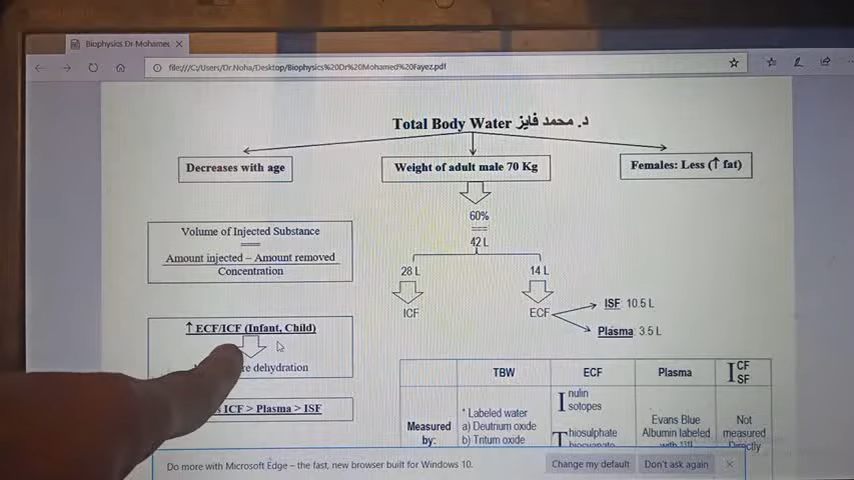 Biophysics Dr Mohamed
file:///C:/Users/Dr.Noha/Desktop/Biophysics%20Dr%20Mohamed%20Fayez.pdf
Total Body Water د. محمد فايز
Decreases with age
Weight of adult male 70 Kg
Females: Less (↑ fat)
60%
42 L
Volume of Injected Substance
Amount injected – Amount removed
Concentration
28 L
14 L
ICF
ECF
ISF: 10.5 L
Plasma: 3.5 L
↑ ECF/ICF (Infant, Child)
dehydration
ICF > Plasma > ISF
TBW
ECF
Plasma
ICF
SF
Measured by:
* Labeled water
a) Deutrium oxide
b) Tritum oxide
Inulin
Isotopes
Thiosulphate
Evans Blue
Albumin labeled
Not
measured
Directly
Do more with Microsoft Edge – the fast, new browser built for Windows 10.
Change my default
Don't ask again